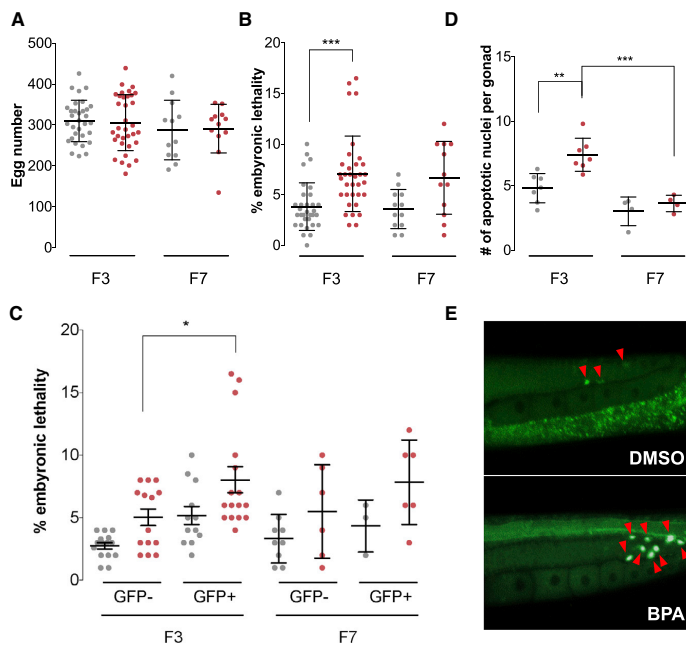 A
Egg number
500
400
300
200
100
0
F3 F7
B
% embyronic lethality
20
15
10
5
0
***
F3 F7
D
# of apoptotic nuclei per gonad
15
10
5
0
** ***
F3 F7
C
% embyronic lethality
20
15
10
5
0
*
GFP- GFP+ GFP- GFP+
F3 F7
E
DMSO
BPA